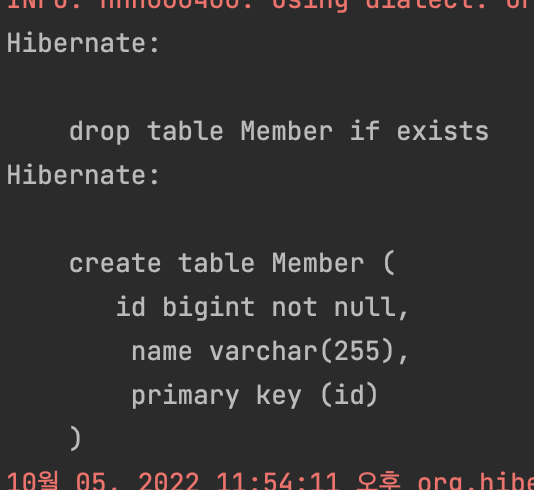 INFO: HHH000400: Using dialect: or
Hibernate:
drop table Member if exists
Hibernate:
create table Member (
id bigint not null,
name varchar(255),
primary key (id)
)
10월 05, 2022 11:54:11 오후 org.hibe